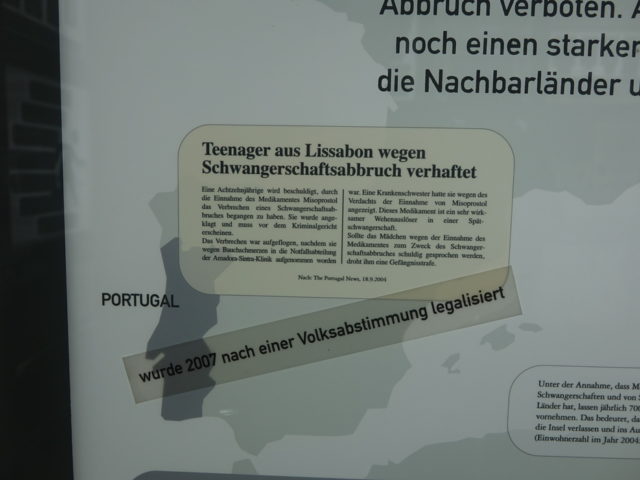 Abbruch verboten. A
noch einen starken
die Nachbarländer u
Teenager aus Lissabon wegen
Schwangerschaftsabbruch verhaftet
Eine Achtzehnjährige wird beschuldigt, durch
die Einnahme des Medikamentes Misoprostol
das Verbrechen eines Schwangerschaftsab-
bruches begangen zu haben. Sie wurde ange-
klagt und muss vor dem Kriminalgericht
erscheinen.
Das Verbrechen war aufgeflogen, nachdem sie
wegen Bauchschmerzen in die Notfallsabteilung
der Amadora-Sintra-Klinik aufgenommen worden
war. Eine Krankenschwester hatte sie wegen des
Verdachts der Einnahme von Misoprostol
angezeigt. Dieses Medikament ist ein sehr wirk-
samer Wehenauslöser in einer Spät-
schwangerschaft.
Sollte das Mädchen wegen der Einnahme des
Medikamentes zum Zweck des Schwanger-
schaftsabbruches schuldig gesprochen werden,
droht ihm eine Gefängnisstrafe.
Nach: The Portugal News, 18.9.2004
PORTUGAL
wurde 2007 nach einer Volksabstimmung legalisiert
Unter der Annahme, dass M
Schwangerschaften und von S
Länder hat, lassen jährlich 700
vornehmen. Das bedeutet, da
die Insel verlassen und ins Au
(Einwohnerzahl im Jahr 2004: